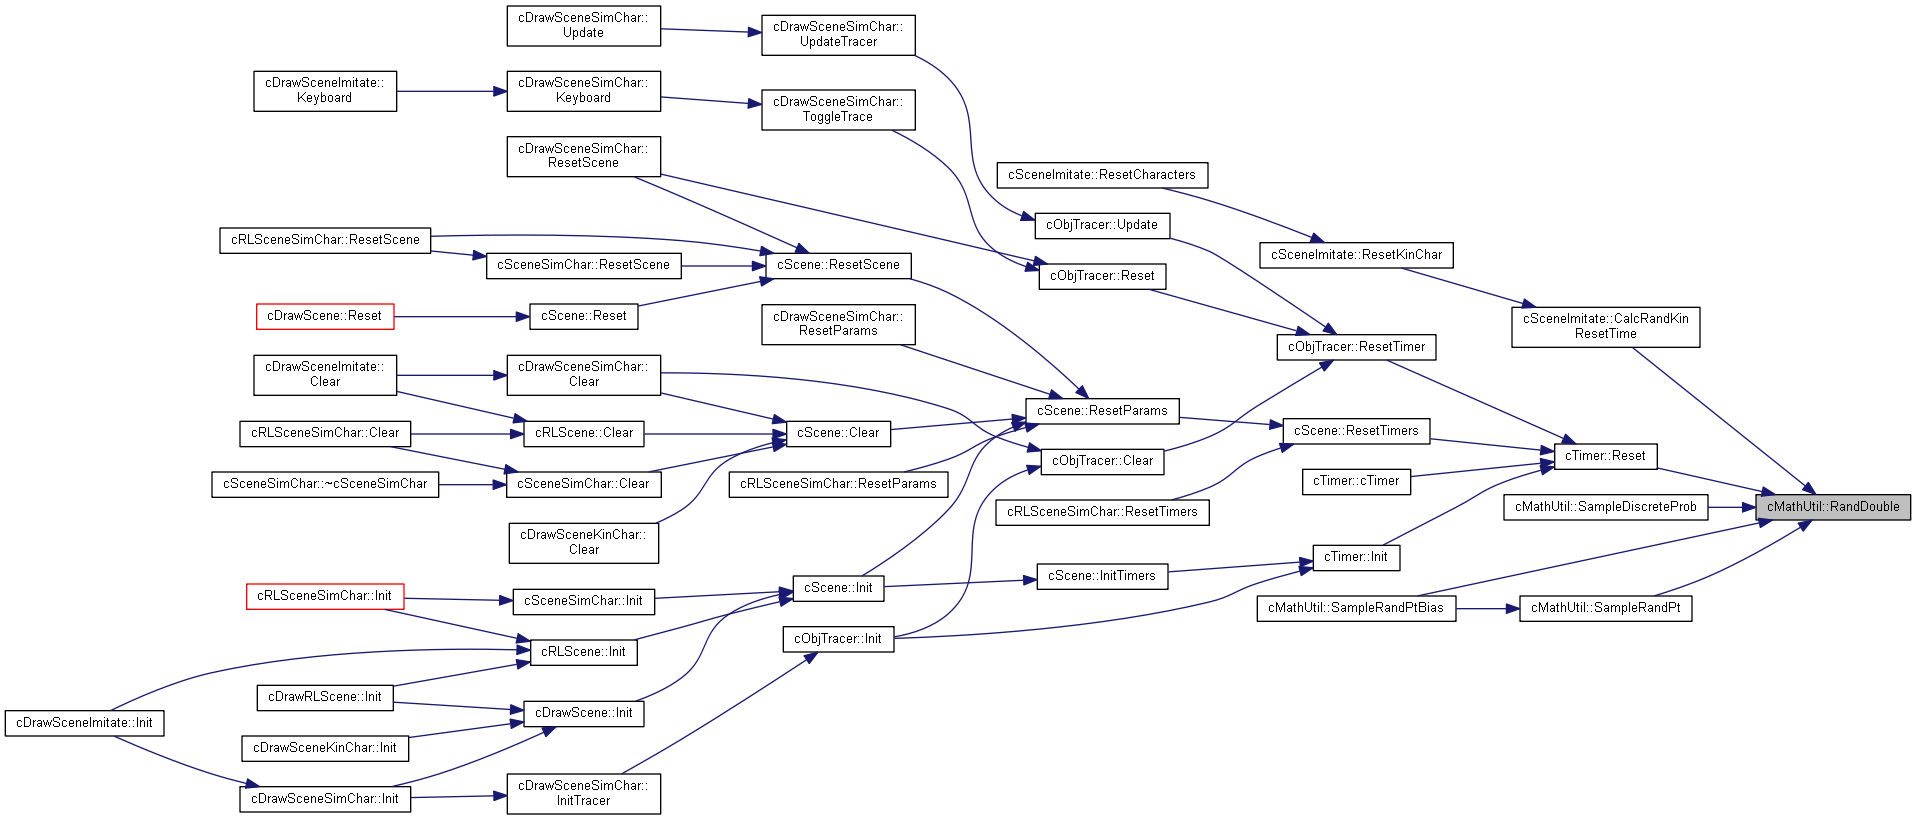 cDrawSceneSimChar::
Update
cDrawSceneSimChar::
UpdateTracer
cDrawSceneImitate::
Keyboard
cDrawSceneSimChar::
Keyboard
cDrawSceneSimChar::
ToggleTrace
cDrawSceneSimChar::
ResetScene
cSceneImitate::ResetCharacters
cObjTracer::Update
cRLSceneSimChar::ResetScene
cSceneSimChar::ResetScene
cScene::ResetScene
cObjTracer::Reset
cSceneImitate::ResetKinChar
cDrawScene::Reset
cScene::Reset
cDrawSceneSimChar::
ResetParams
cSceneImitate::CalcRandKin
ResetTime
cObjTracer::ResetTimer
cDrawSceneImitate::
Clear
cDrawSceneSimChar::
Clear
cScene::ResetParams
cRLSceneSimChar::Clear
cRLScene::Clear
cScene::Clear
cScene::ResetTimers
cObjTracer::Clear
cTimer::Reset
cSceneSimChar::~cSceneSimChar
cSceneSimChar::Clear
cRLSceneSimChar::ResetParams
cTimer::cTimer
cRLSceneSimChar::ResetTimers
cMathUtil::SampleDiscreteProb
cMathUtil::RandDouble
cDrawSceneKinChar::
Clear
cTimer::Init
cRLSceneSimChar::Init
cSceneSimChar::Init
cScene::Init
cScene::InitTimers
cMathUtil::SampleRandPtBias
cMathUtil::SampleRandPt
cObjTracer::Init
cRLScene::Init
cDrawRLScene::Init
cDrawSceneImitate::Init
cDrawScene::Init
cDrawSceneKinChar::Init
cDrawSceneSimChar::Init
cDrawSceneSimChar::
InitTracer